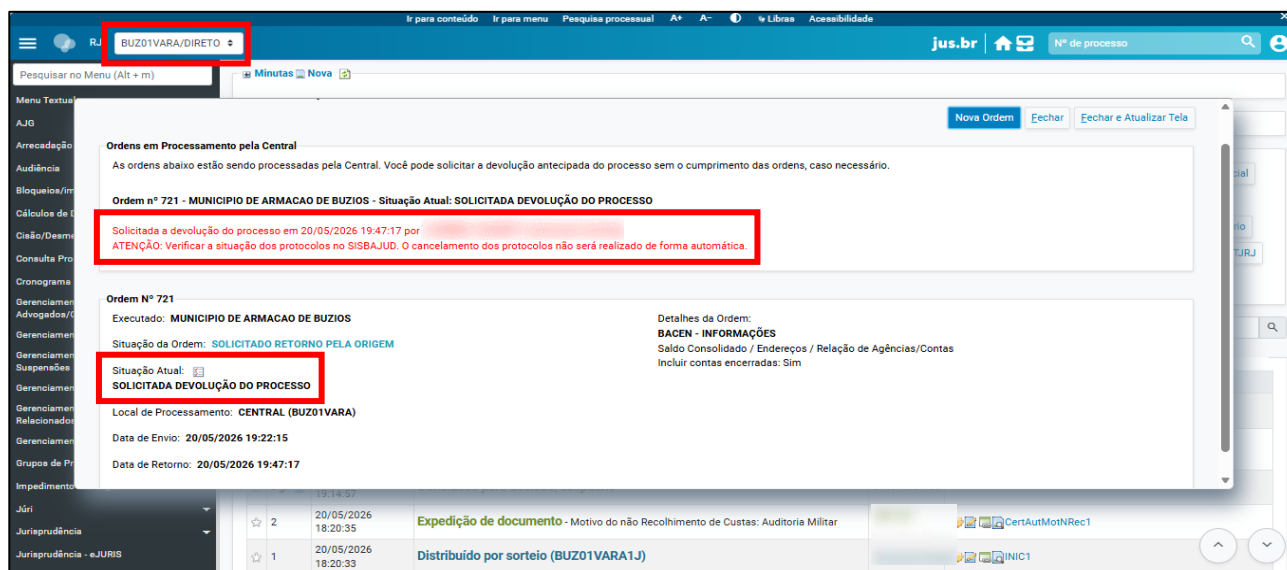 Ir para conteúdo Ir para menu Pesquisa processual A+ A- Libras Acessibilidade
BUZ01VARA/DIRETO
jus.br
Nº de processo
Pesquisar no Menu (Alt + m)
Minutas Nova
Menu Textual
AJG
Arrecadação
Audiência
Cálculos de
Consulta
Cronograma
Júri
Jurisprudência
Jurisprudência - eJURIS
Nova Ordem Fechar Fechar e Atualizar Tela
Ordens em Processamento pela Central
As ordens abaixo estão sendo processadas pela Central. Você pode solicitar a devolução antecipada do processo sem o cumprimento das ordens, caso necessário.
Ordem nº 721 - MUNICIPIO DE ARMACAO DE BUZIOS - Situação Atual: SOLICITADA DEVOLUÇÃO DO PROCESSO
Solicitada a devolução do processo em 20/05/2026 19:47:17 por
ATENÇÃO: Verificar a situação dos protocolos no SISBAJUD. O cancelamento dos protocolos não será realizado de forma automática.
Ordem Nº 721
Executado: MUNICIPIO DE ARMACAO DE BUZIOS
Situação da Ordem: SOLICITADO RETORNO PELA ORIGEM
Situação Atual:
SOLICITADA DEVOLUÇÃO DO PROCESSO
Local de Processamento: CENTRAL (BUZ01VARA)
Data de Envio: 20/05/2026 19:22:15
Data de Retorno: 20/05/2026 19:47:17
Detalhes da Ordem:
BACEN - INFORMAÇÕES
Saldo Consolidado / Endereços / Relação de Agências/Contas
Incluir contas encerradas: Sim
TJRJ
19:14:57
2 20/05/2026 18:20:35 Expedição de documento - Motivo do não Recolhimento de Custas: Auditoria Militar CertAutMotNRec1
1 20/05/2026 18:20:33 Distribuído por sorteio (BUZ01VARA1J) INIC1